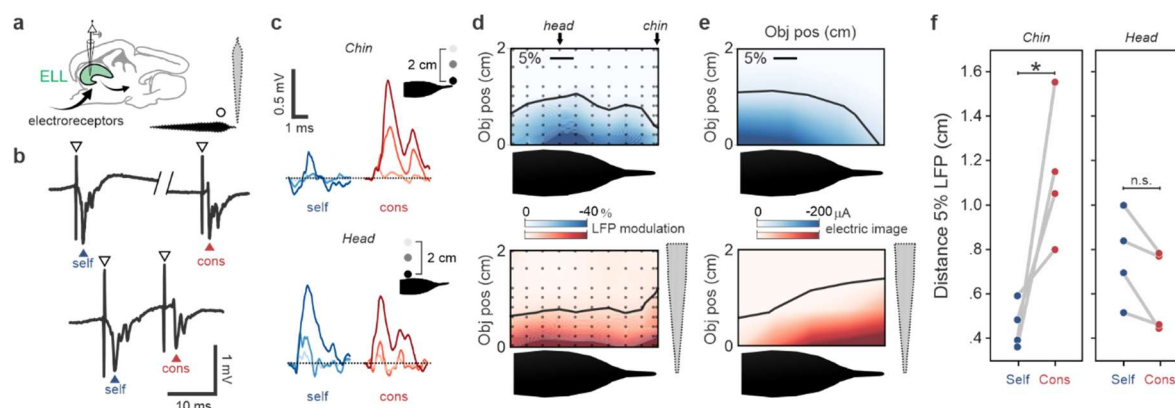 a
ELL
electroreceptors
b
self
cons
self
cons
1 mV
10 ms
c
Chin
0.5 mV
1 ms
2 cm
self
cons
Head
2 cm
self
cons
d
head
chin
5%
Obj pos (cm)
2
0
0
-40 %
LFP modulation
Obj pos (cm)
2
0
e
Obj pos (cm)
5%
Obj pos (cm)
2
0
0
-200 µA
electric image
Obj pos (cm)
2
0
f
Chin
Head
*
n.s.
Distance 5% LFP (cm)
1.6
1.4
1.2
1.0
.8
.6
.4
Self
Cons
Self
Cons